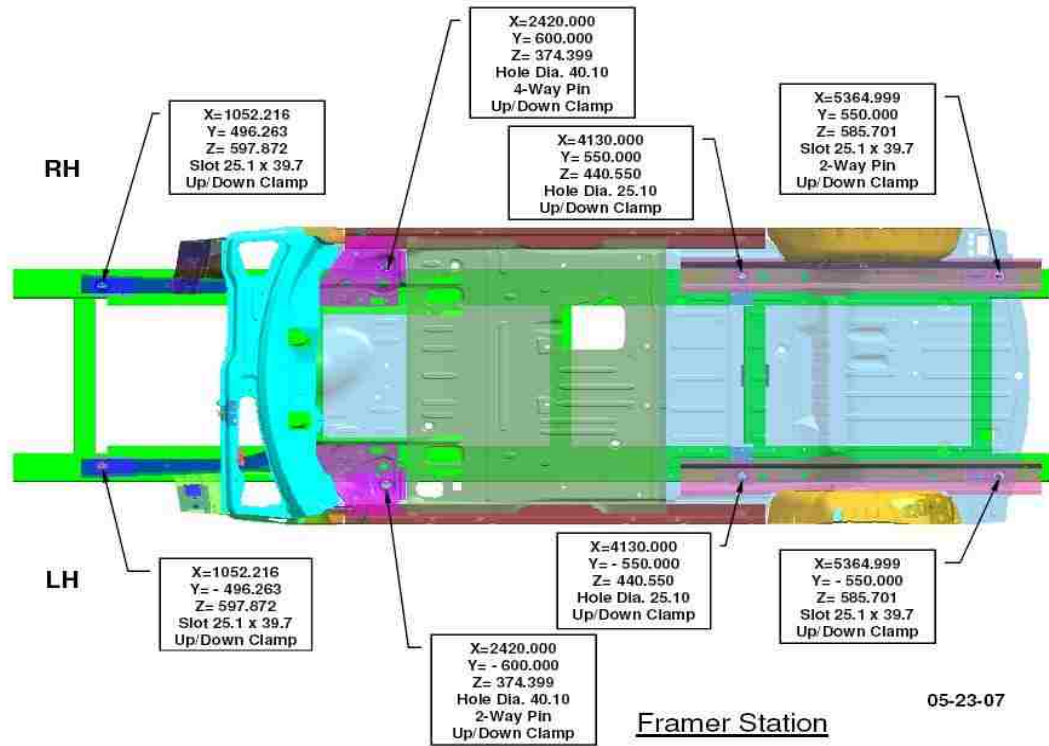 X=2420.000
Y= 600.000
Z= 374.399
Hole Dia. 40.10
4-Way Pin
Up/Down Clamp
X=5364.999
Y= 550.000
Z= 585.701
Slot 25.1 x 39.7
2-Way Pin
Up/Down Clamp
X=1052.216
Y= 496.263
Z= 597.872
Slot 25.1 x 39.7
Up/Down Clamp
X=4130.000
Y= 550.000
Z= 440.550
Hole Dia. 25.10
Up/Down Clamp
RH
LH
X=1052.216
Y= - 496.263
Z= 597.872
Slot 25.1 x 39.7
Up/Down Clamp
X=4130.000
Y= - 550.000
Z= 440.550
Hole Dia. 25.10
Up/Down Clamp
X=5364.999
Y= - 550.000
Z= 585.701
Slot 25.1 x 39.7
Up/Down Clamp
X=2420.000
Y= - 600.000
Z= 374.399
Hole Dia. 40.10
2-Way Pin
Up/Down Clamp
05-23-07
Framer Station